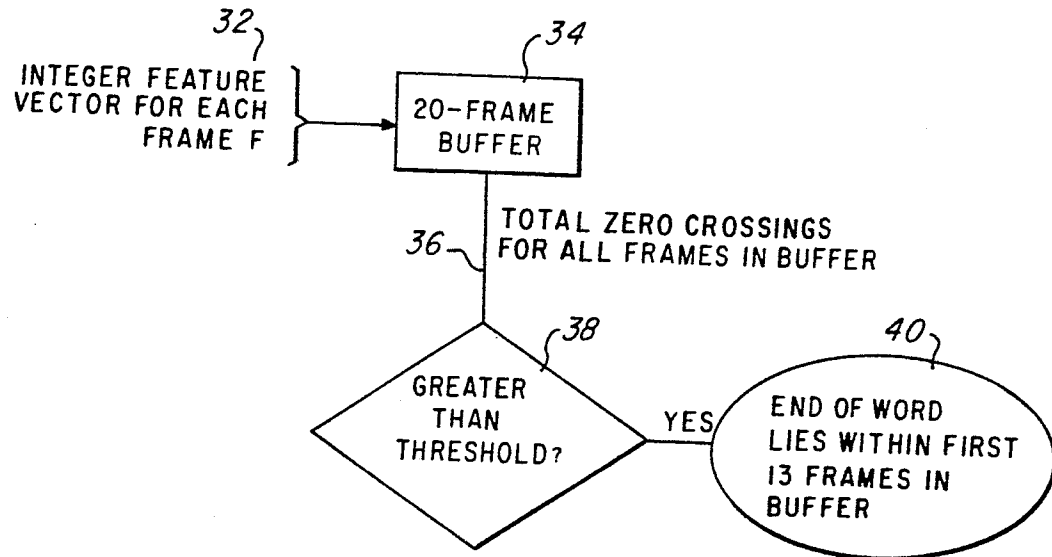 32
INTEGER FEATURE
VECTOR FOR EACH
FRAME F
34
20-FRAME
BUFFER
36
TOTAL ZERO CROSSINGS
FOR ALL FRAMES IN BUFFER
38
GREATER
THAN
THRESHOLD?
YES
40
END OF WORD
LIES WITHIN FIRST
13 FRAMES IN
BUFFER